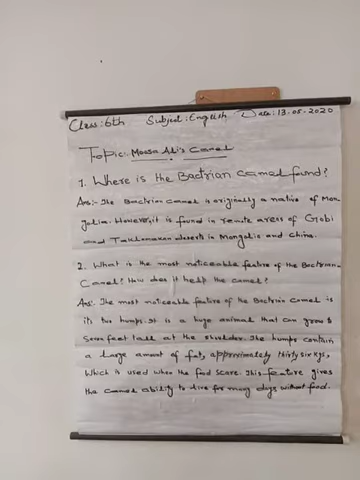 Class: 6th Subject: English Date: 13.05.2020
Topic: Moosa Ali's Camel
1. Where is the Bactrian camel found?
Ans:- The Bactrian camel is originally a native of Mon
golia. However, it is found in remote areas of Gobi
and Taklamakan deserts in Mongolia and China.
2. What is the most noticeable feature of the Bactrian
Camel? How does it help the camel?
Ans:- The most noticeable feature of the Bactrian Camel is
its two humps. It is a huge animal that can grow to
Seven feet tall at the shoulder. The humps contain
a large amount of fat, approximately thirty six kgs,
Which is used when the food scare. This feature gives
the camel ability to live for many days without food.